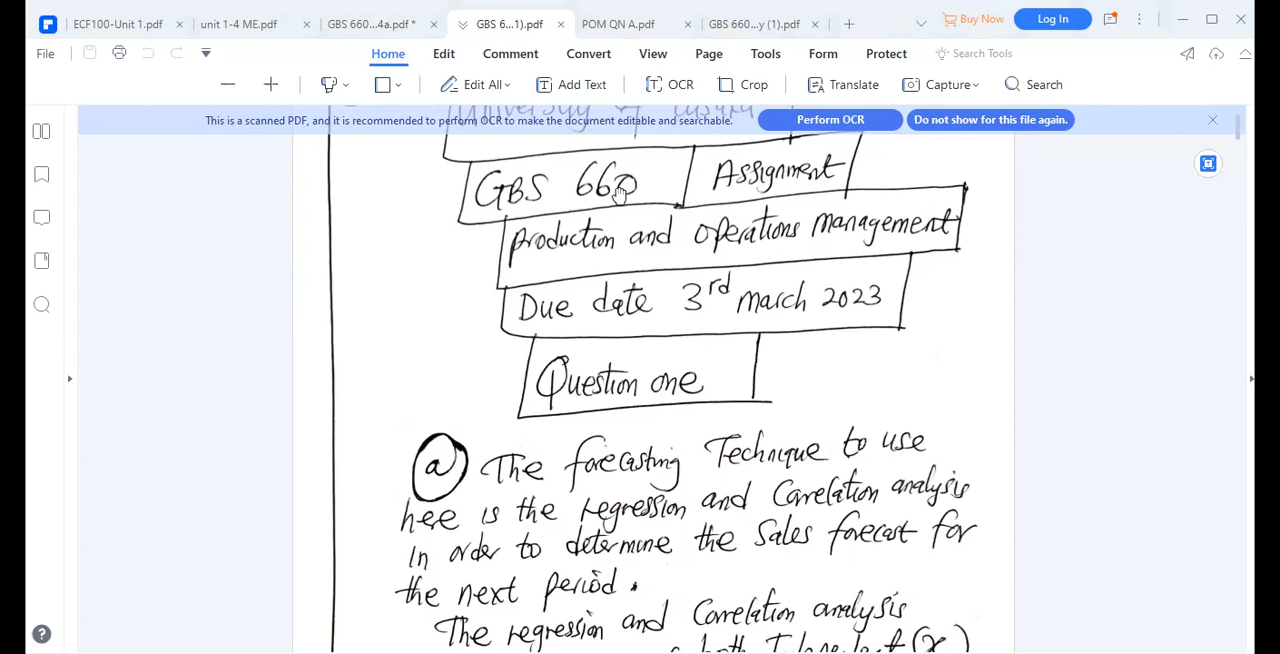 ECF100-Unit 1.pdf × unit 1-4 ME.pdf × GBS 660....4a.pdf * × GBS 6...1).pdf × POM QN A.pdf × GBS 660....y (1).pdf × + Buy Now Log In
File Home Edit Comment Convert View Page Tools Form Protect Search Tools
Edit All Add Text OCR Crop Translate Capture Search
University of
This is a scanned PDF, and it is recommended to perform OCR to make the document editable and searchable. Perform OCR Do not show for this file again.
GBS 660 Assignment
Production and operations management
Due date 3rd march 2023
Question one
(a) The forecasting Technique to use
here is the regression and Correlation analysis
In order to determine the Sales forecast for
the next period.
The regression and Correlation analysis
both (x)